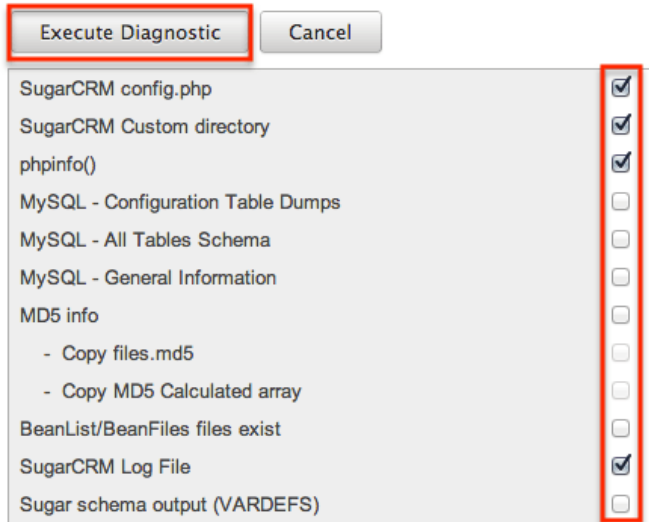 Execute Diagnostic Cancel
SugarCRM config.php
SugarCRM Custom directory
phpinfo()
MySQL - Configuration Table Dumps
MySQL - All Tables Schema
MySQL - General Information
MD5 info
- Copy files.md5
- Copy MD5 Calculated array
BeanList/BeanFiles files exist
SugarCRM Log File
Sugar schema output (VARDEFS)